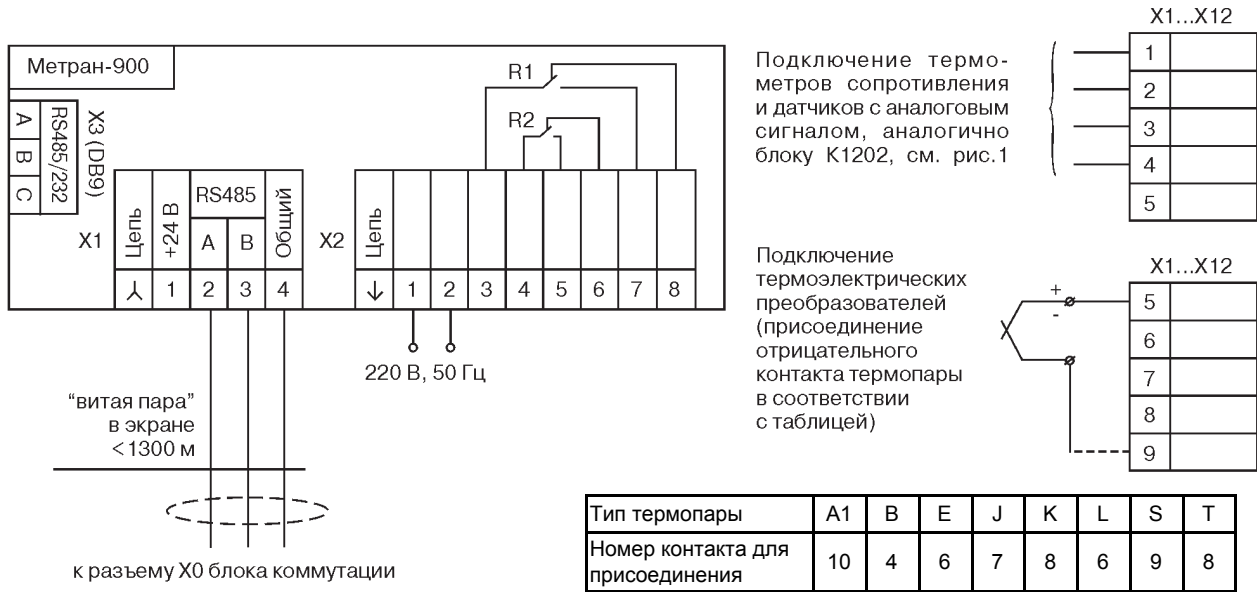 Метран-900
A
B
C
RS485/232
X3 (DB9)
X1
Цепь
+24 В
RS485
A
B
Общий
1
2
3
4
R1
R2
X2
Цепь
1
2
3
4
5
6
7
8
220 В, 50 Гц
“витая пара”
в экране
<1300 м
к разъему X0 блока коммутации
Подключение термо-
метров сопротивления
и датчиков с аналоговым
сигналом, аналогично
блоку К1202, см. рис.1
X1...X12
1
2
3
4
5
Подключение
термоэлектрических
преобразователей
(присоединение
отрицательного
контакта термопары
в соответствии
с таблицей)
+
-
X1...X12
5
6
7
8
9
Тип термопары A1 B E J K L S T
Номер контакта для
присоединения 10 4 6 7 8 6 9 8